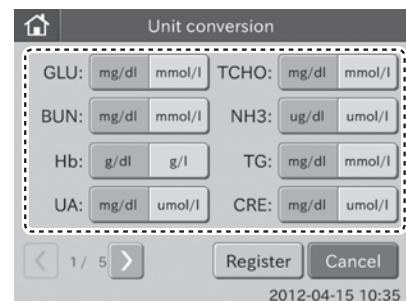 Unit conversion
GLU: mg/dl mmol/l TCHO: mg/dl mmol/l
BUN: mg/dl mmol/l NH3: ug/dl umol/l
Hb: g/dl g/l TG: mg/dl mmol/l
UA: mg/dl umol/l CRE: mg/dl umol/l
< 1/ 5 > Register Cancel
2012-04-15 10:35